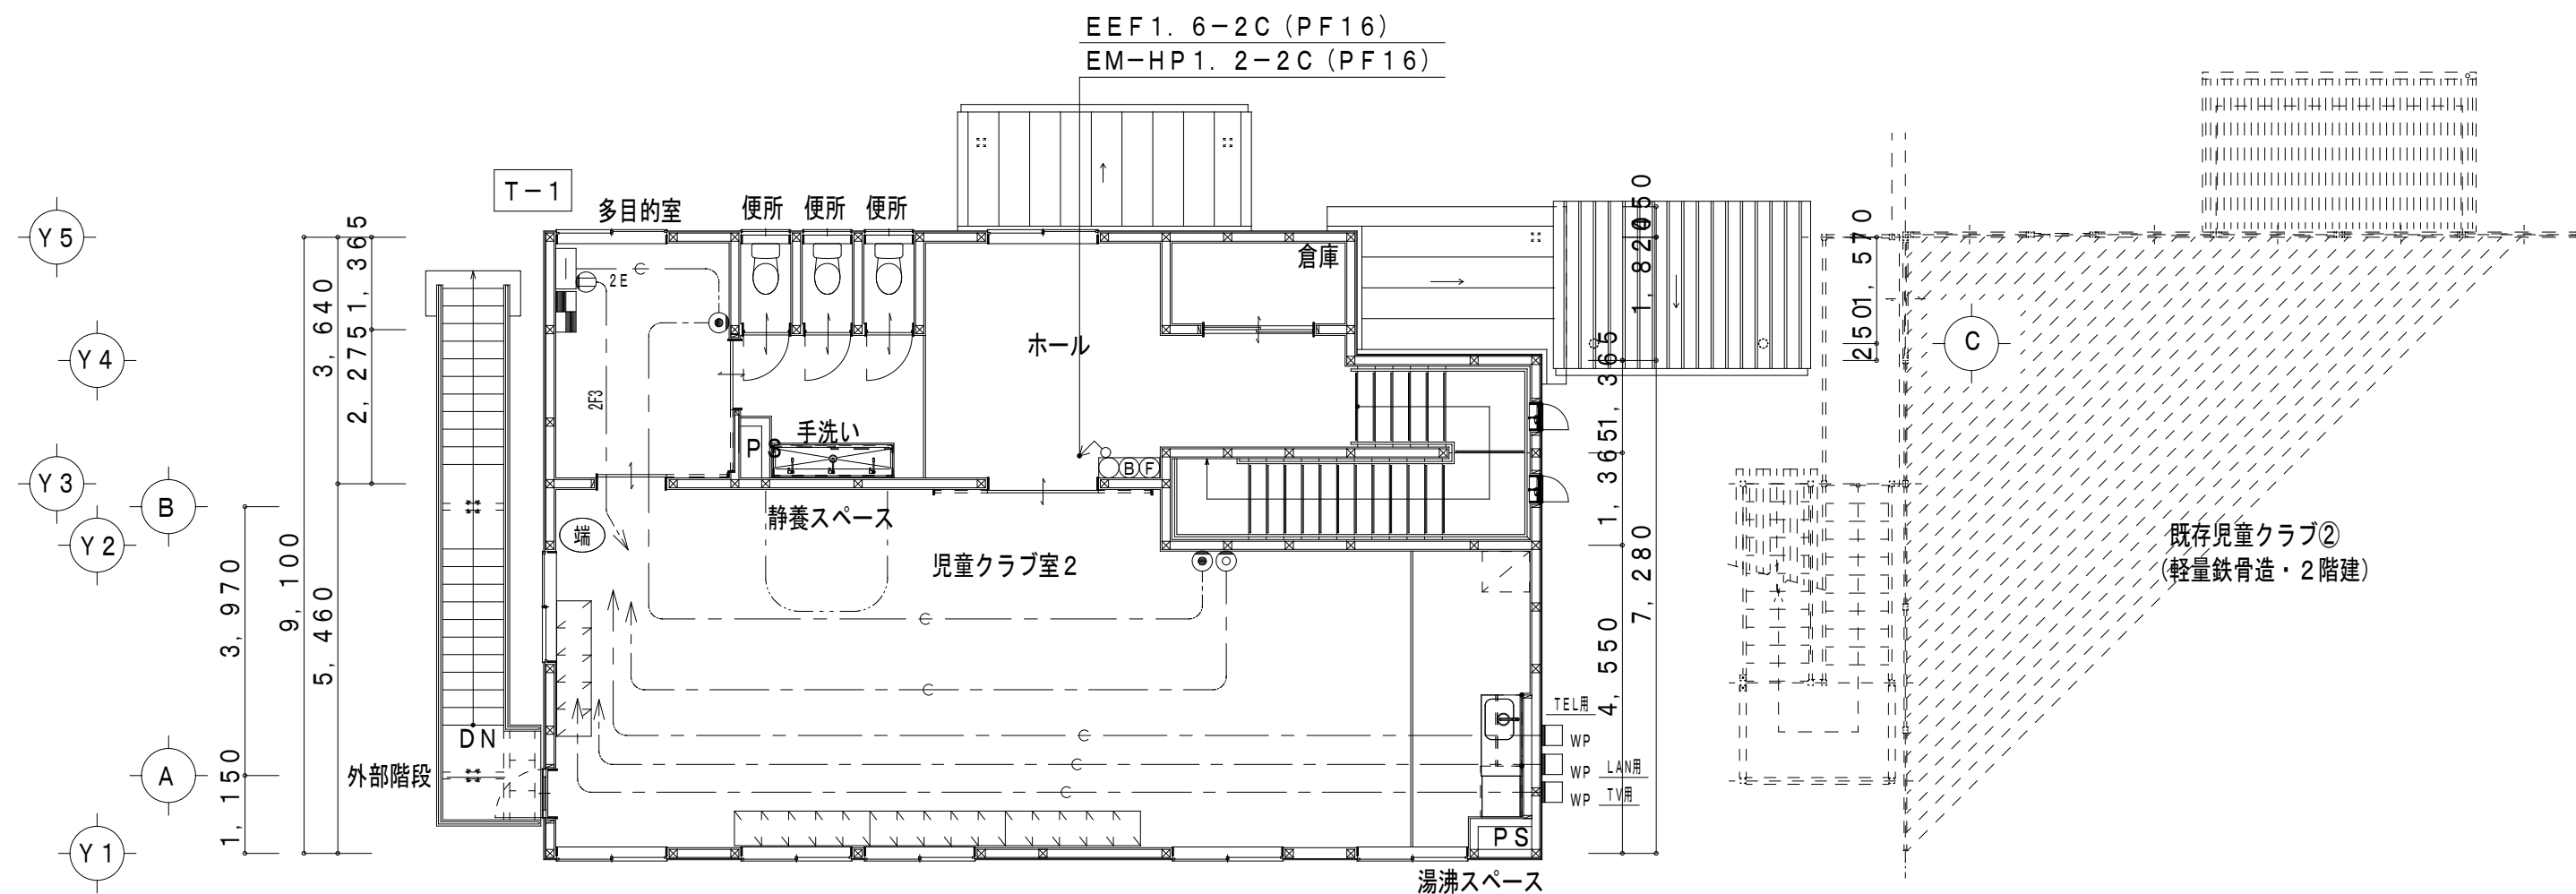 EEF1. 6-2C (PF16)
EM-HP1. 2-2C (PF16)
T-1
多目的室
便所
便所
便所
倉庫
Y5
Y4
Y3
Y2
Y1
B
A
C
3, 640
1, 365
2, 275
9, 100
5, 460
3, 970
1, 150
2E
2F3
ホール
手洗い
PS
B
F
静養スペース
端
児童クラブ室2
DN
外部階段
1, 820
1, 365
1, 365
7, 280
4, 550
1, 570
250
TEL用
WP
LAN用
WP
TV用
WP
PS
湯沸スペース
既存児童クラブ②
(軽量鉄骨造・2階建)